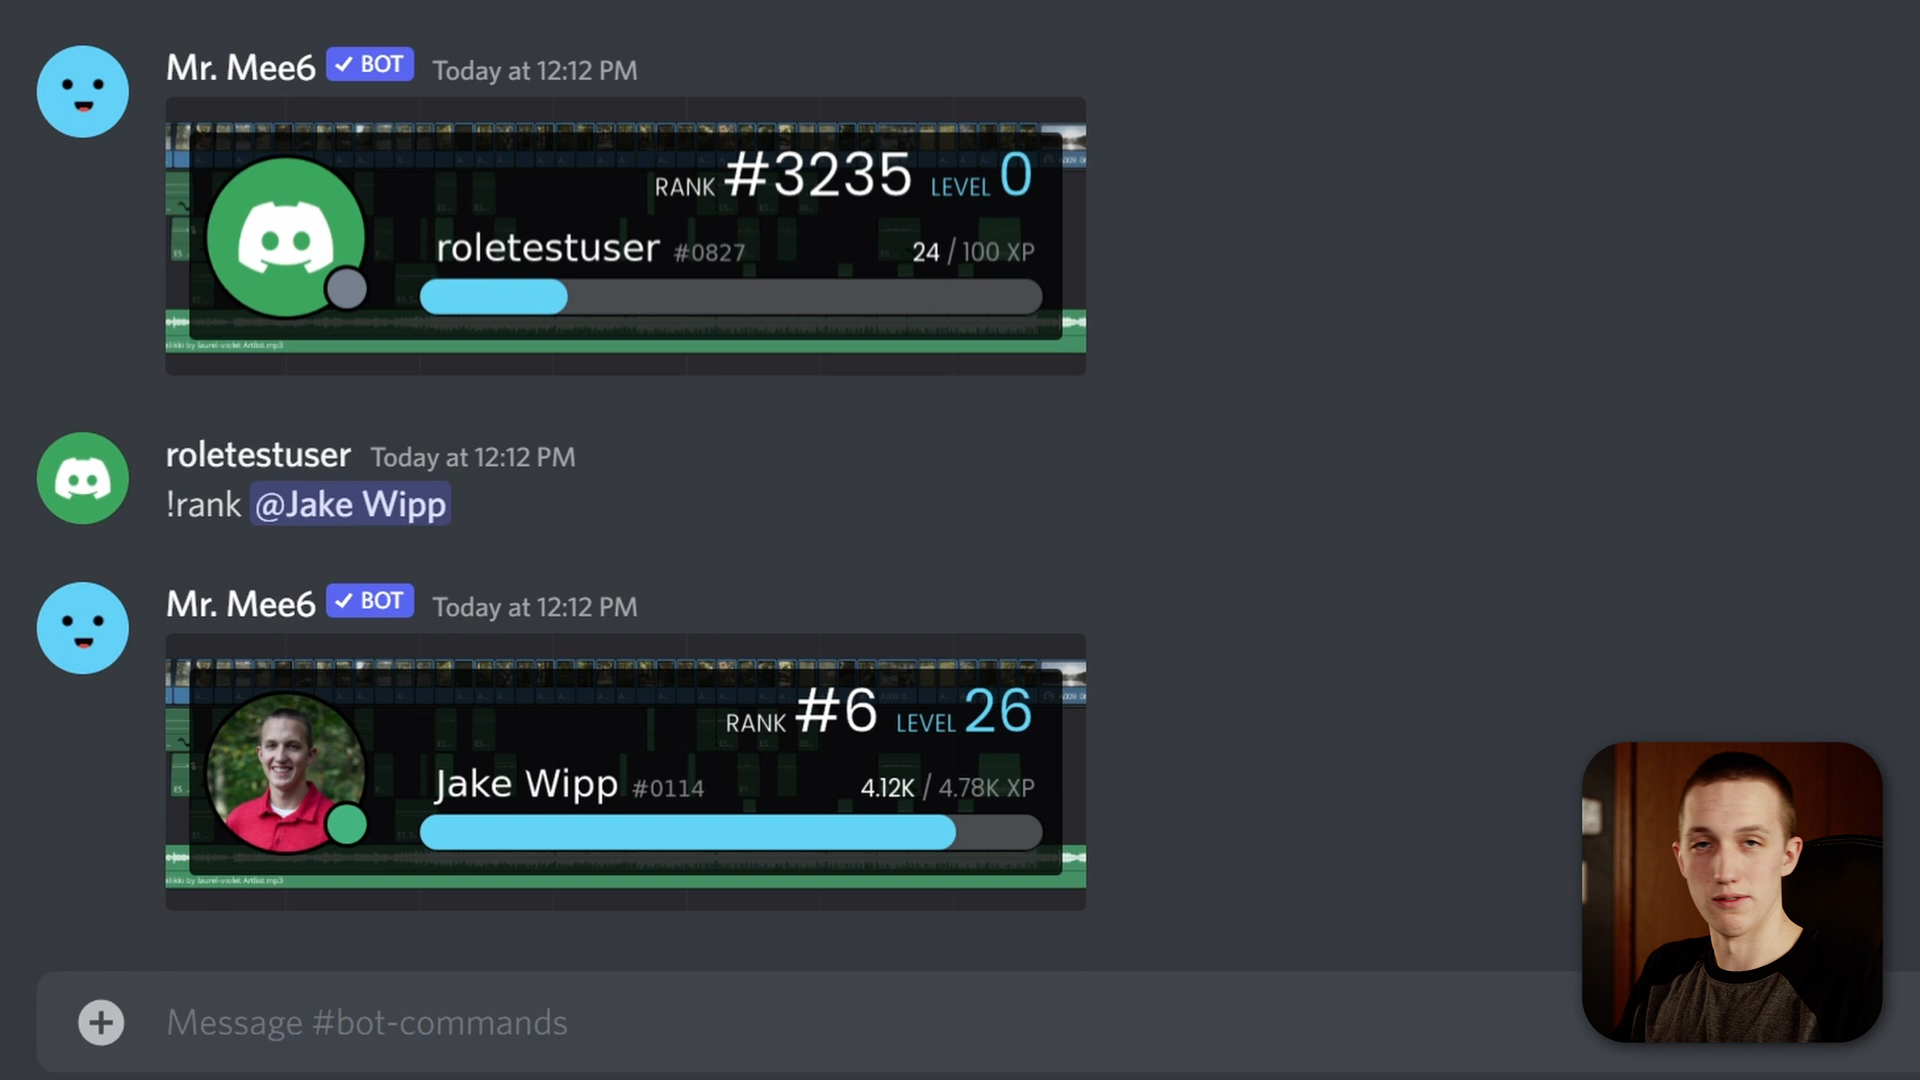 Mr. Mee6 ✓ BOT Today at 12:12 PM
RANK #3235 LEVEL 0
roletestuser #0827 24 / 100 XP
roletestuser Today at 12:12 PM
!rank @Jake Wipp
Mr. Mee6 ✓ BOT Today at 12:12 PM
RANK #6 LEVEL 26
Jake Wipp #0114 4.12K / 4.78K XP
Message #bot-commands